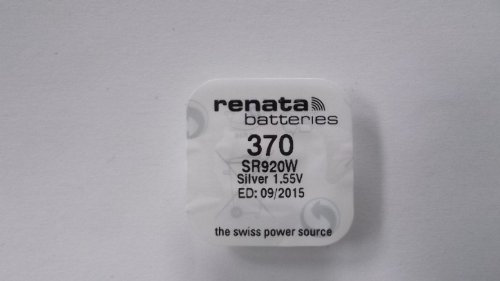 renata
batteries
370
SR920W
Silver 1.55V
ED: 09/2015
the swiss power source